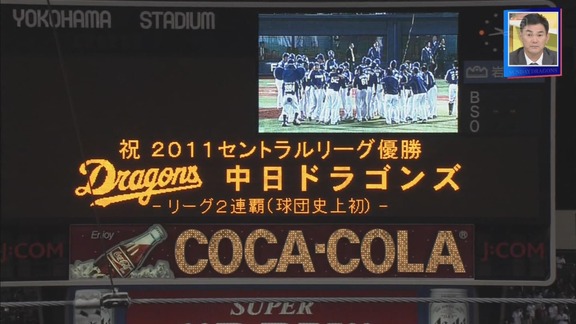 YOKOHAMA STADIUM
祝 2011セントラルリーグ優勝
Dragons 中日ドラゴンズ
-リーグ2連覇(球団史上初)-
B
S
O
J:COM
J:COM
Enjoy
COCA-COLA®
SUPER